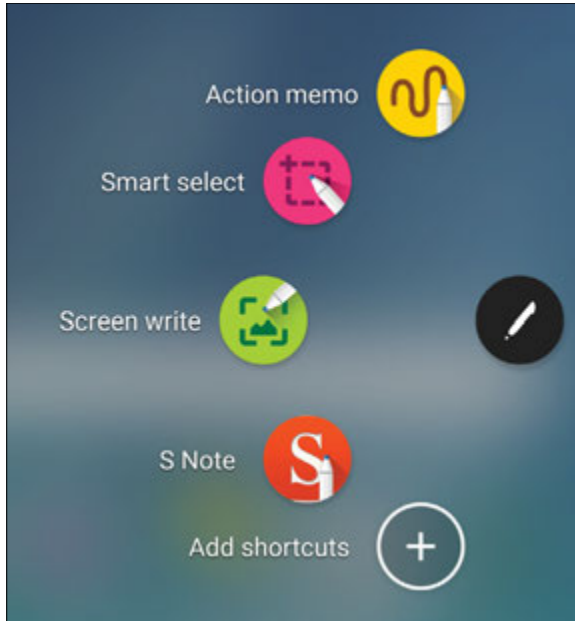 Action memo
Smart select
Screen write
S Note
S
Add shortcuts